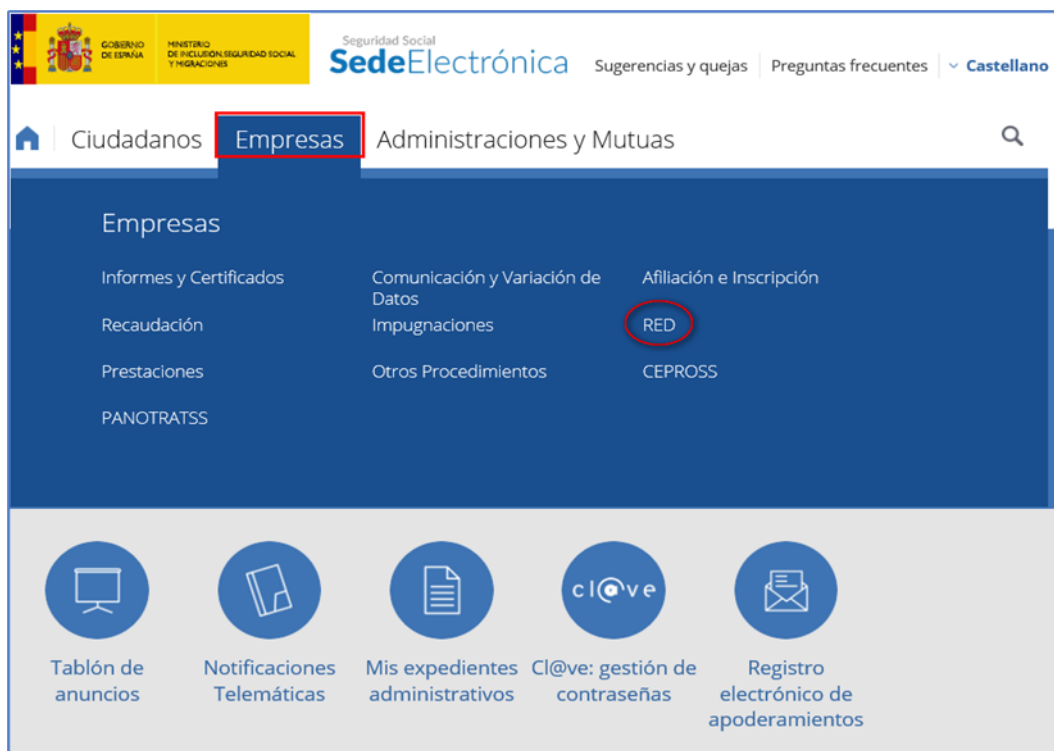 GOBIERNO
DE ESPAÑA
MINISTERIO
DE INCLUSIÓN, SEGURIDAD SOCIAL
Y MIGRACIONES
Seguridad Social
SedeElectrónica
Sugerencias y quejas
Preguntas frecuentes
Castellano
Ciudadanos
Empresas
Administraciones y Mutuas
Empresas
Informes y Certificados
Comunicación y Variación de
Datos
Afiliación e Inscripción
Recaudación
Impugnaciones
RED
Prestaciones
Otros Procedimientos
CEPROSS
PANOTRATSS
cl@ve
Tablón de
anuncios
Notificaciones
Telemáticas
Mis expedientes
administrativos
Cl@ve: gestión de
contraseñas
Registro
electrónico de
apoderamientos